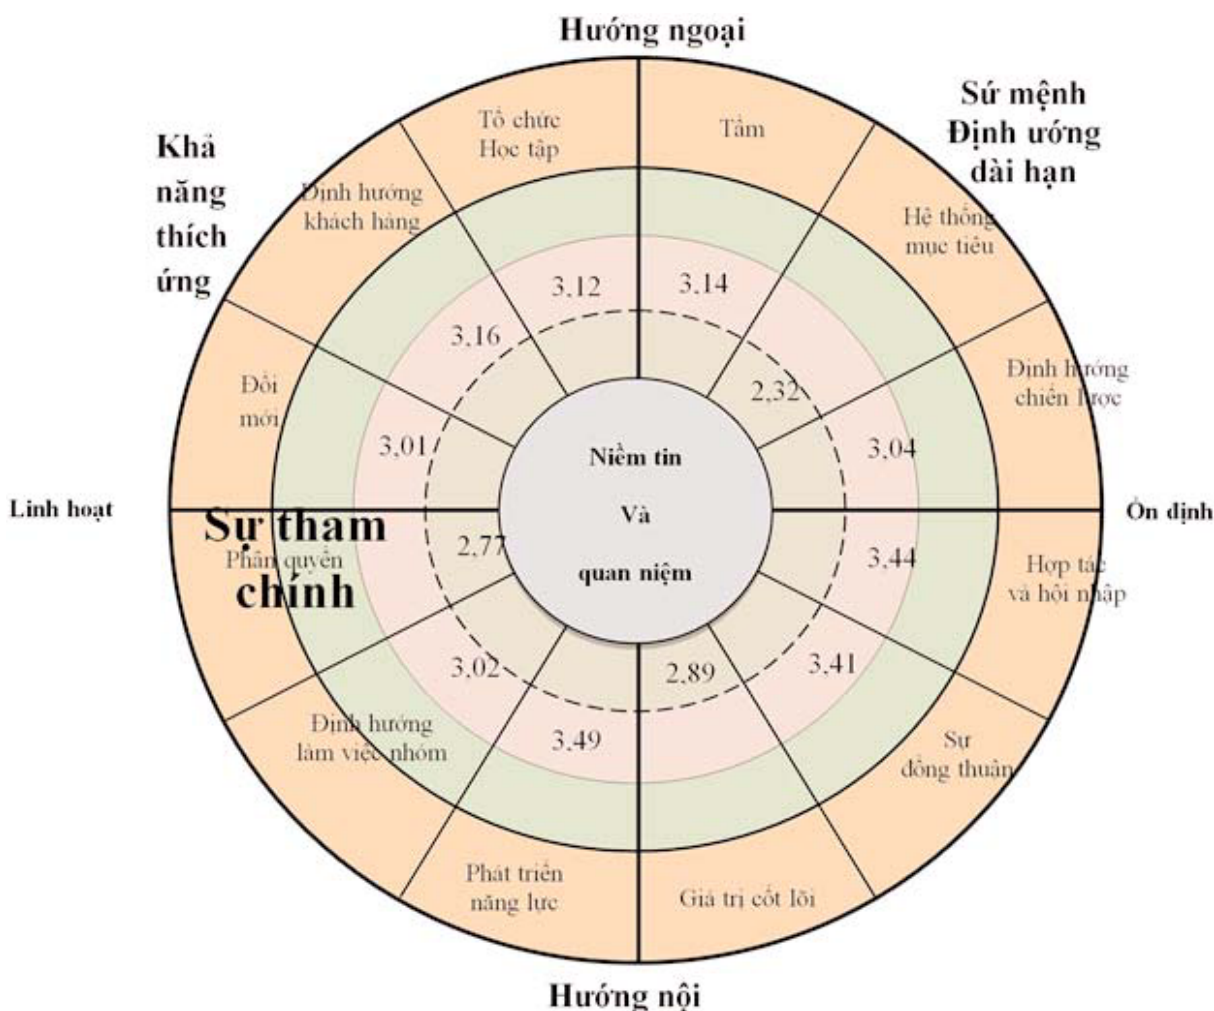 Hướng ngoại
Sứ mệnh
Định ướng
dài hạn
Khả
năng
thích
ứng
Tổ chức
Học tập
Tầm
Định hướng
khách hàng
Hệ thống
mục tiêu
3,12
3,14
3,16
Đổi
mới
2,32
Định hướng
chiến lược
3,01
3,04
Niềm tin
Và
quan niệm
Linh hoạt
Ổn định
Sự tham
chính
Phân quyền
2,77
3,44
Hợp tác
và hội nhập
3,02
2,89
3,41
3,49
Định hướng
làm việc nhóm
Sự
đồng thuận
Phát triển
năng lực
Giá trị cốt lõi
Hướng nội